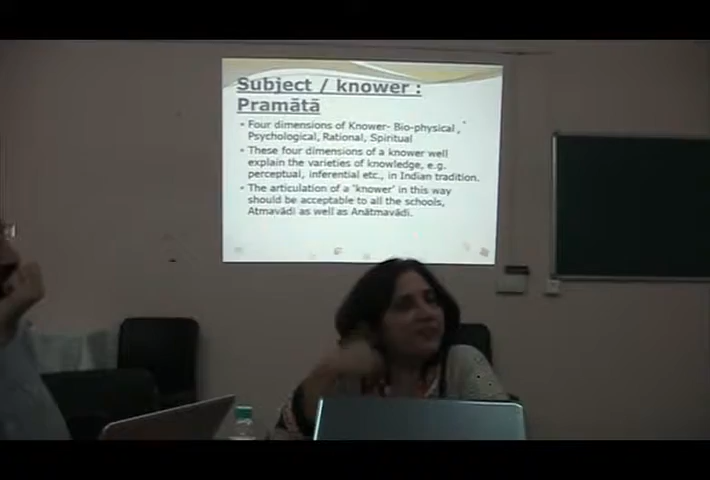 Subject / knower :
Pramātā
• Four dimensions of Knower- Bio-physical ,
Psychological, Rational, Spiritual
• These four dimensions of a knower well
explain the varieties of knowledge, e.g.
perceptual, inferential etc., in Indian tradition.
• The articulation of a 'knower' in this way
should be acceptable to all the schools,
Atmavādi as well as Anātmavādi.